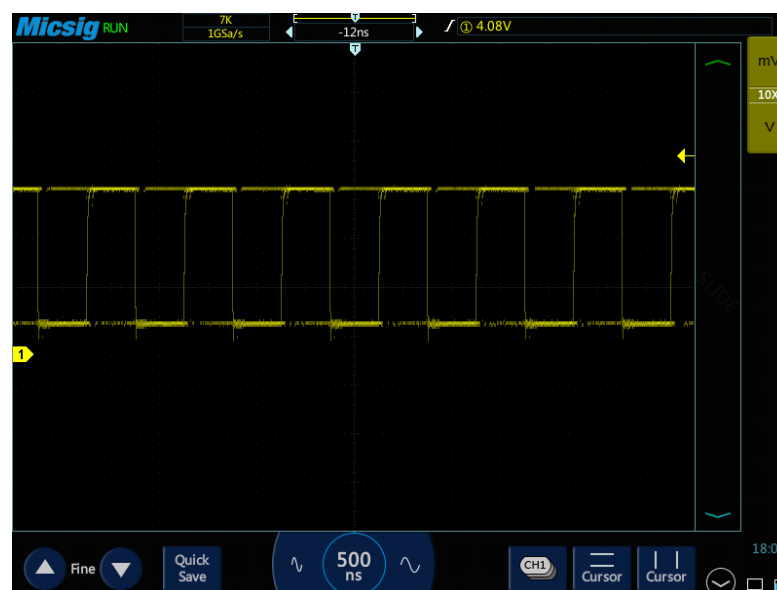 Micsig RUN
7K
1GSa/s
-12ns
T
① 4.08V
T
mV
10X
V
SLIDE
1
18:0
Fine
Quick
Save
500
ns
CH1
Cursor
Cursor